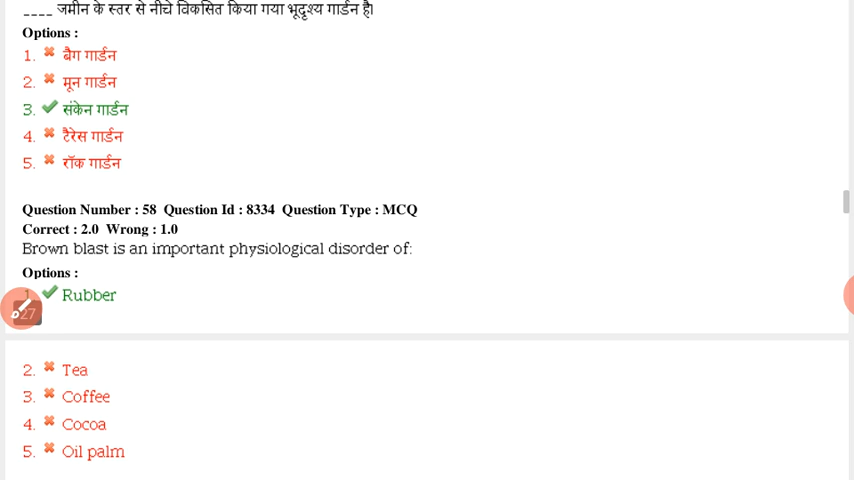 ____ जमीन के स्तर से नीचे विकसित किया गया भूदृश्य गार्डन है।
Options :
1. बैग गार्डन
2. मून गार्डन
3. संकेन गार्डन
4. टैरेस गार्डन
5. रॉक गार्डन
Question Number : 58 Question Id : 8334 Question Type : MCQ
Correct : 2.0 Wrong : 1.0
Brown blast is an important physiological disorder of:
Options :
1. Rubber
27
2. Tea
3. Coffee
4. Cocoa
5. Oil palm